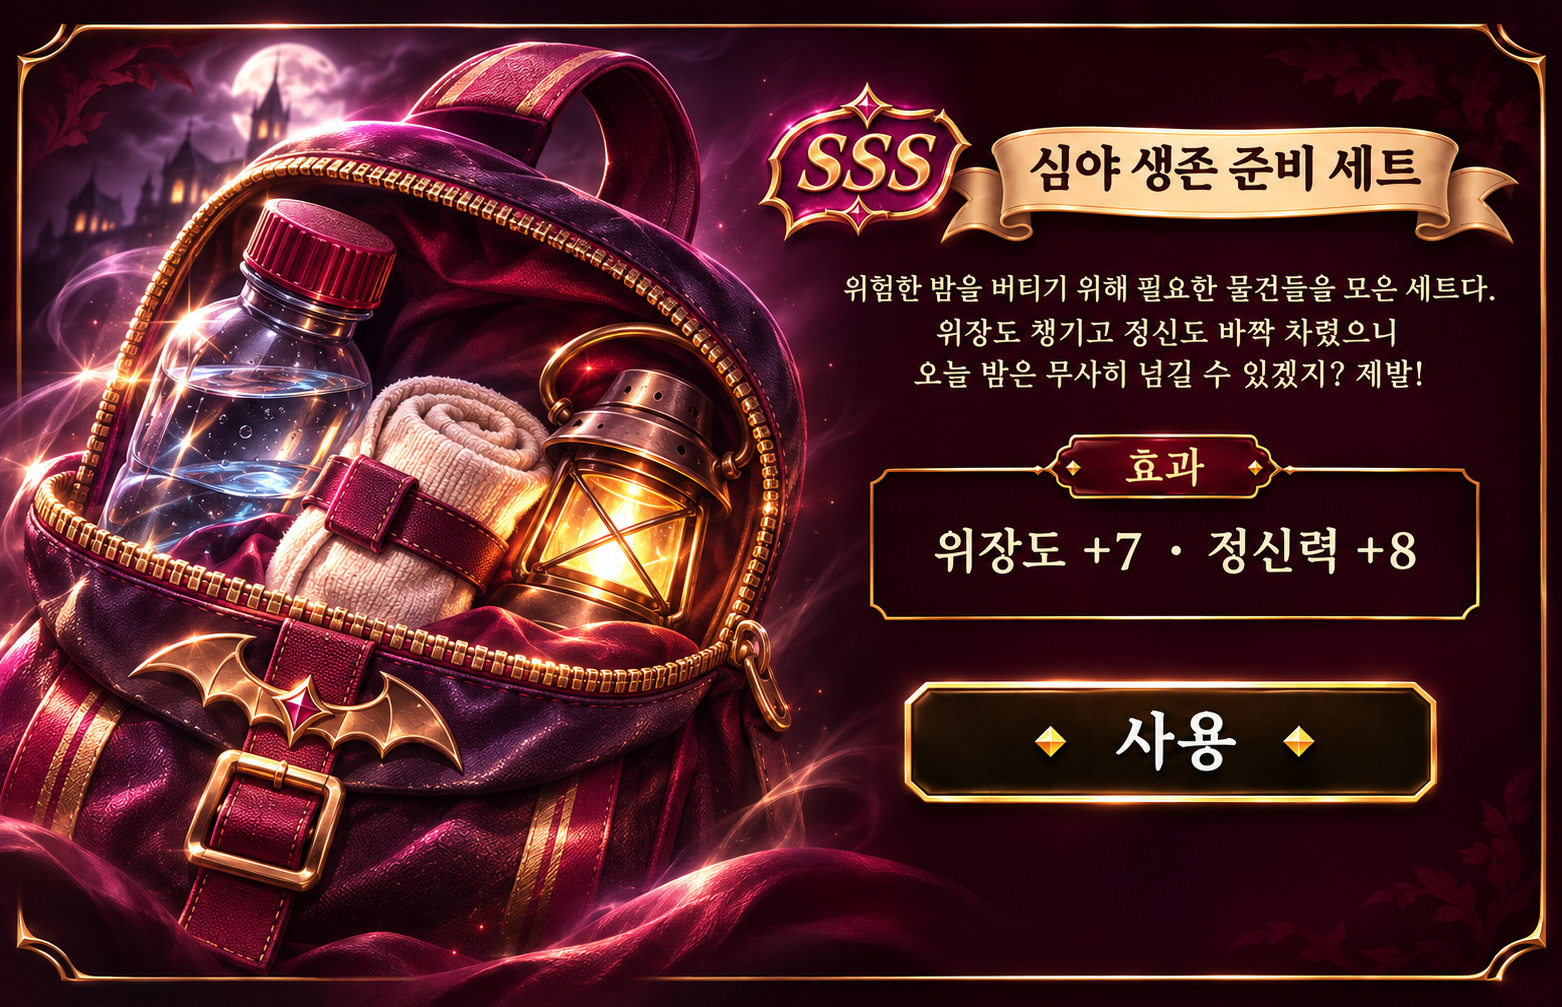 SSS
심야 생존 준비 세트
위험한 밤을 버티기 위해 필요한 물건들을 모은 세트다.
위장도 챙기고 정신도 바짝 차렸으니
오늘 밤은 무사히 넘길 수 있겠지? 제발!
효과
위장도 +7 · 정신력 +8
사용